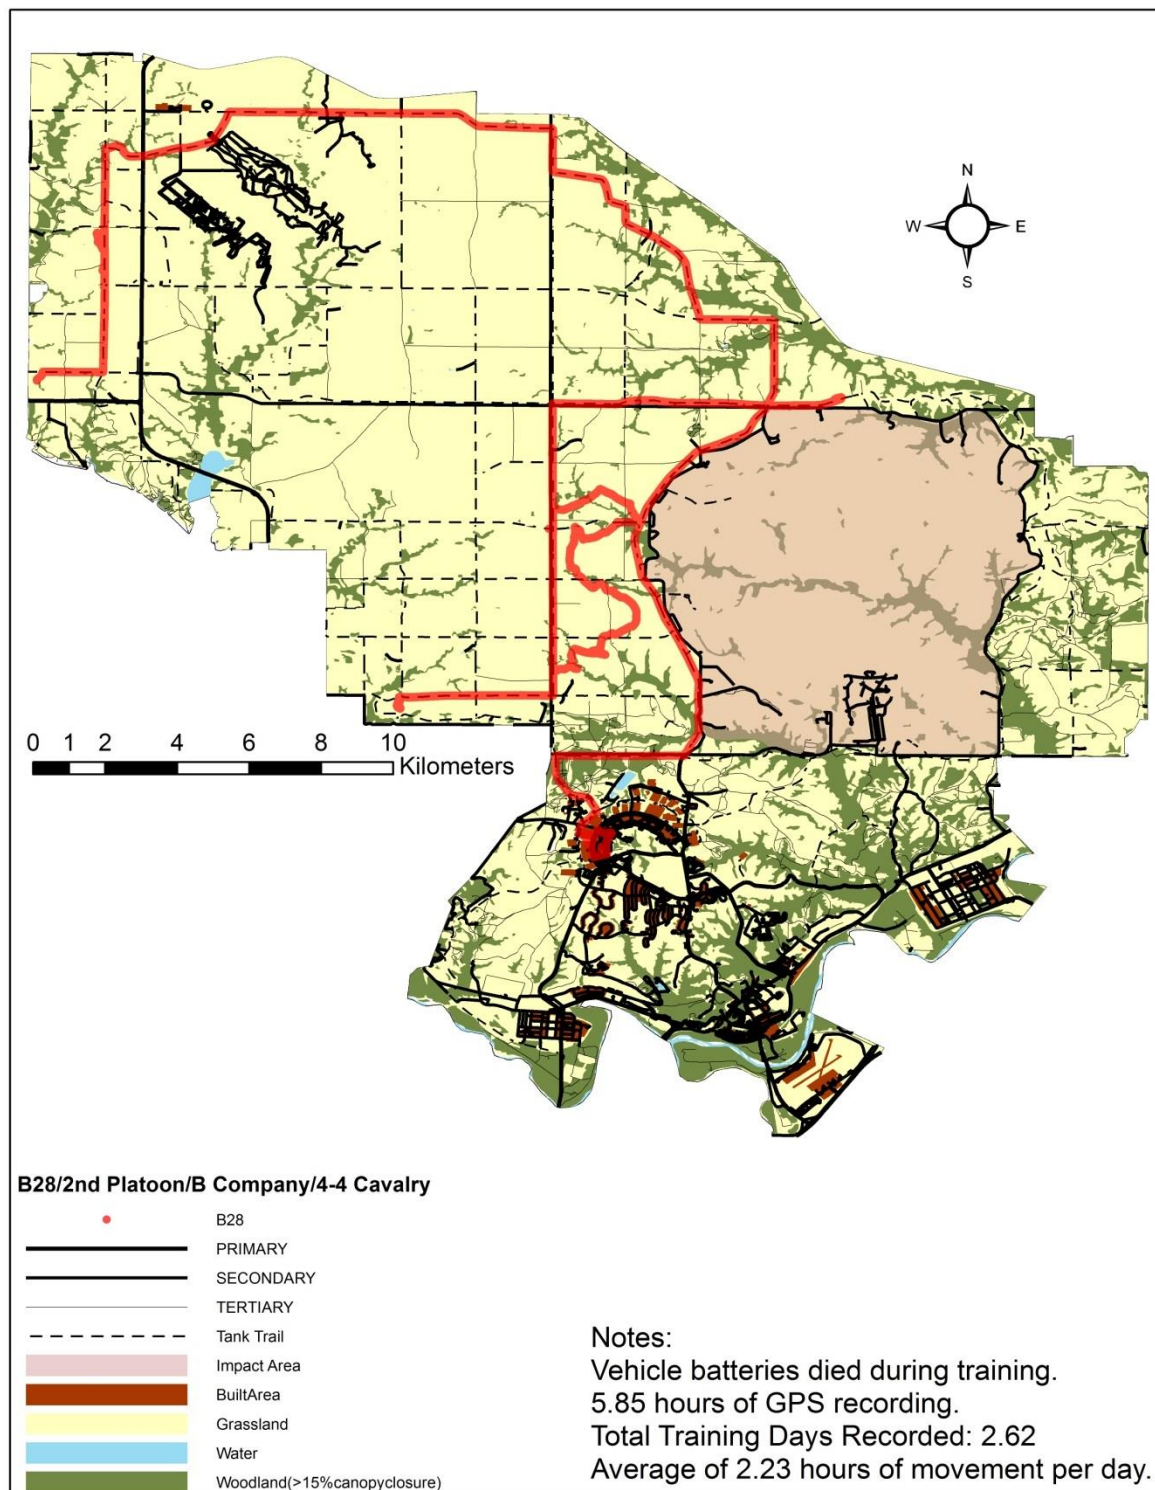 N
W E
S
0 1 2 4 6 8 10
Kilometers
B28/2nd Platoon/B Company/4-4 Cavalry
B28
PRIMARY
SECONDARY
TERTIARY
Tank Trail
Impact Area
BuiltArea
Grassland
Water
Woodland(>15%canopyclosure)
Notes:
Vehicle batteries died during training.
5.85 hours of GPS recording.
Total Training Days Recorded: 2.62
Average of 2.23 hours of movement per day.